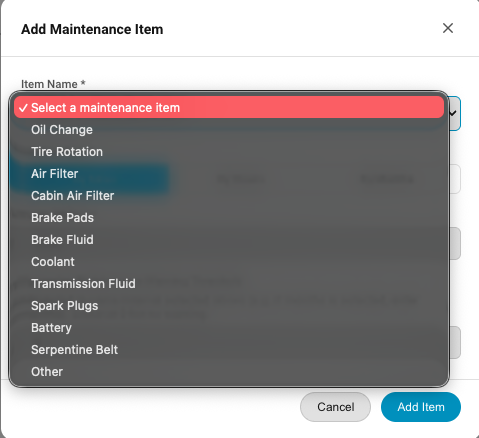 Add Maintenance Item
Item Name *
✓ Select a maintenance item
Oil Change
Tire Rotation
Air Filter
Cabin Air Filter
Brake Pads
Brake Fluid
Coolant
Transmission Fluid
Spark Plugs
Battery
Serpentine Belt
Other
Cancel
Add Item